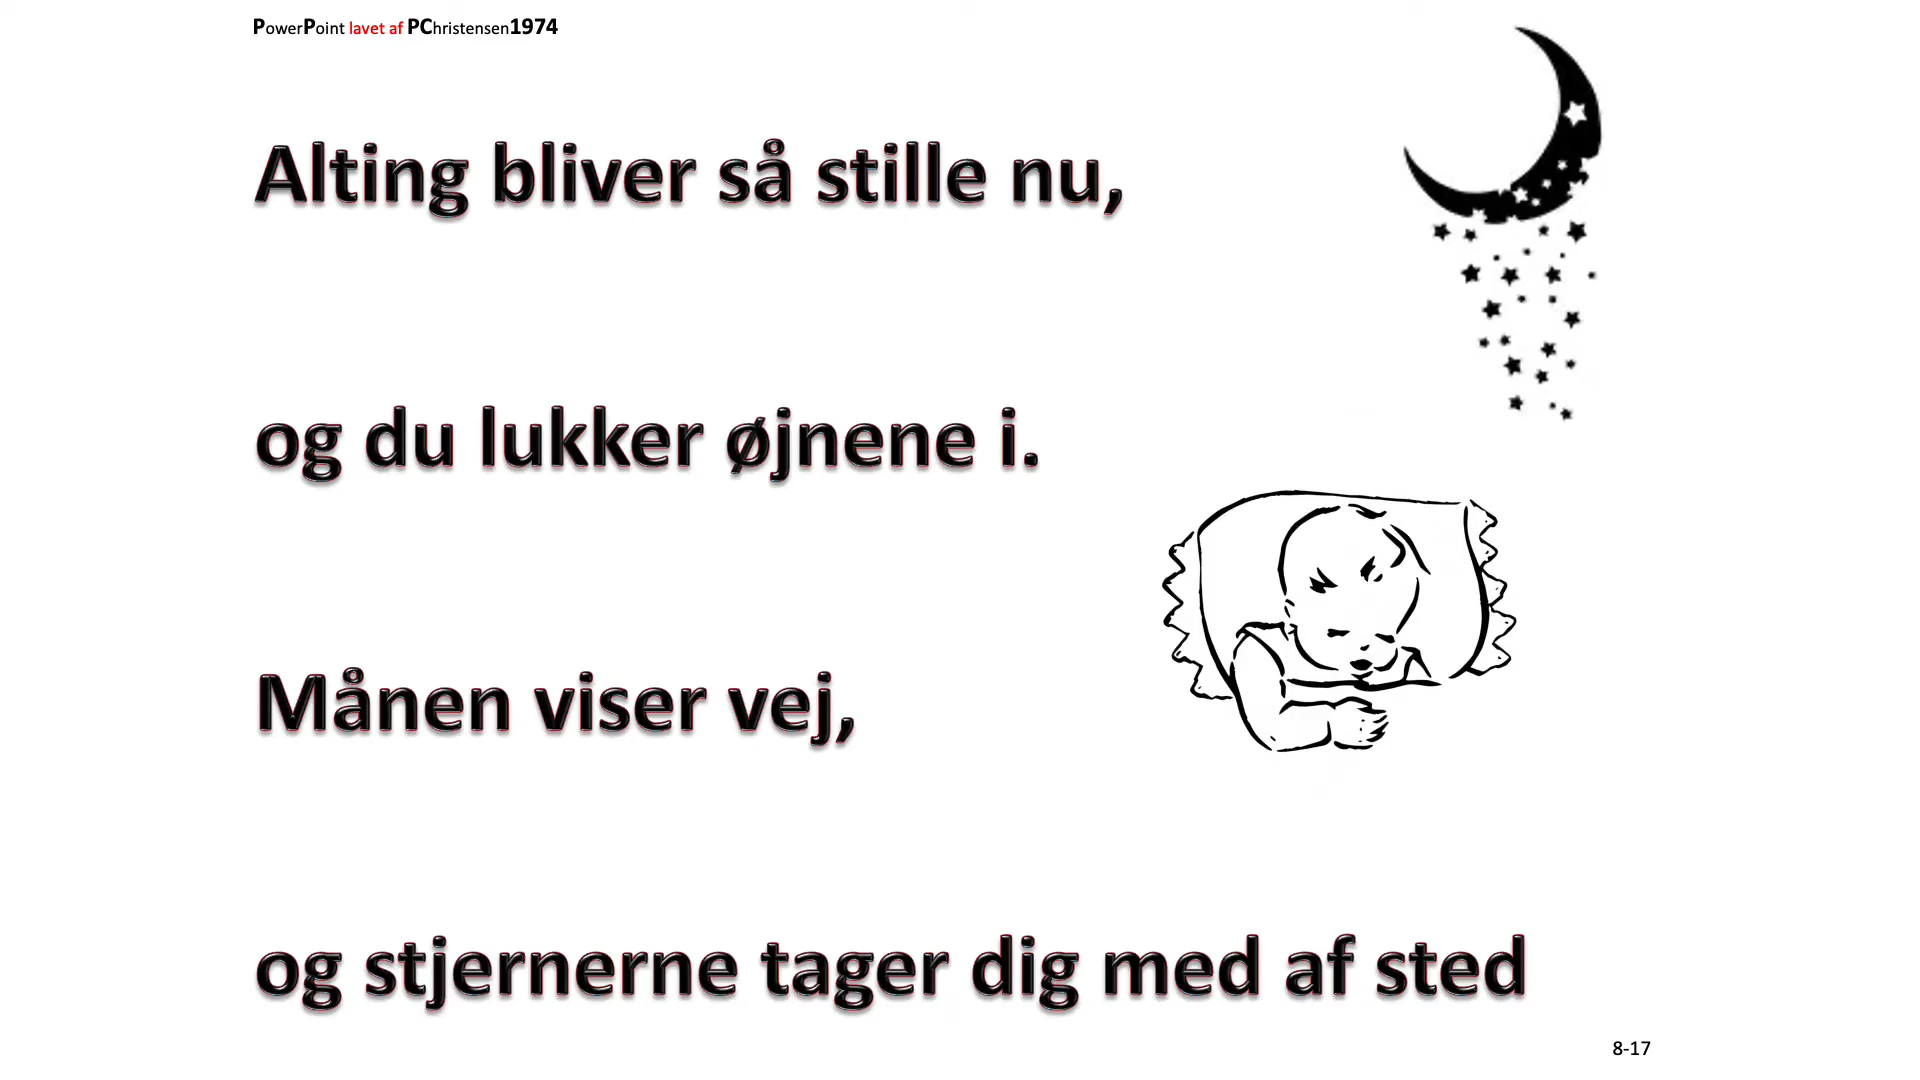 PowerPoint lavet af PChristensen1974
Alting bliver så stille nu,
og du lukker øjnene i.
Månen viser vej,
og stjernerne tager dig med af sted
8-17